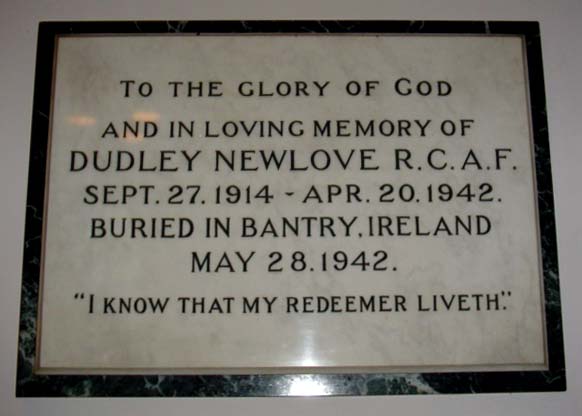 TO THE GLORY OF GOD
AND IN LOVING MEMORY OF
DUDLEY NEWLOVE R.C.A.F.
SEPT. 27. 1914 - APR. 20. 1942.
BURIED IN BANTRY, IRELAND
MAY 28. 1942.
"I KNOW THAT MY REDEEMER LIVETH."